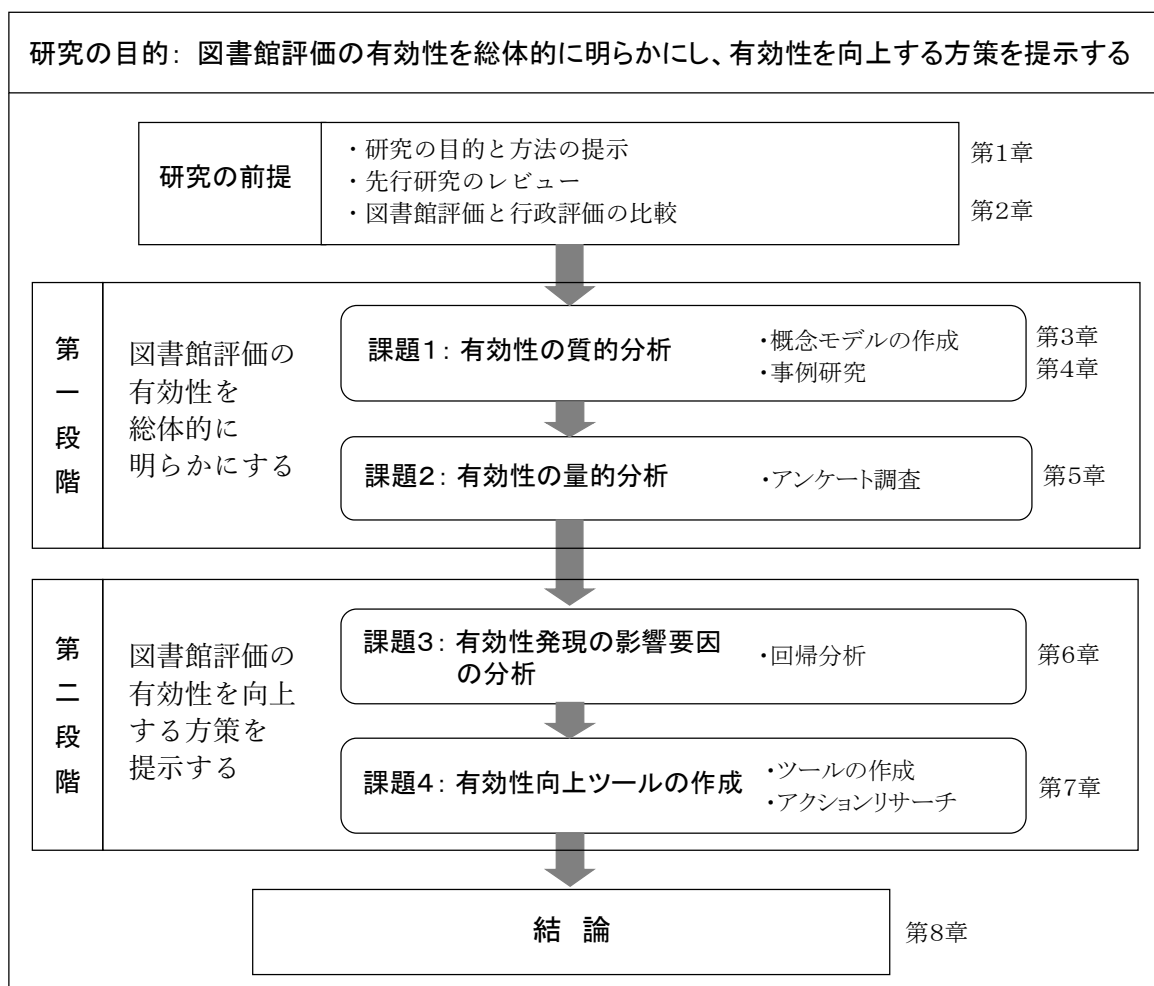 研究の目的: 図書館評価の有効性を総体的に明らかにし、有効性を向上する方策を提示する
研究の前提
・研究の目的と方法の提示
・先行研究のレビュー
・図書館評価と行政評価の比較
第1章
第2章
第一段階
図書館評価の
有効性を
総体的に
明らかにする
課題1: 有効性の質的分析
・概念モデルの作成
・事例研究
第3章
第4章
課題2: 有効性の量的分析
・アンケート調査
第5章
第二段階
図書館評価の
有効性を向上
する方策を
提示する
課題3: 有効性発現の影響要因
の分析
・回帰分析
第6章
課題4: 有効性向上ツールの作成
・ツールの作成
・アクションリサーチ
第7章
結 論
第8章